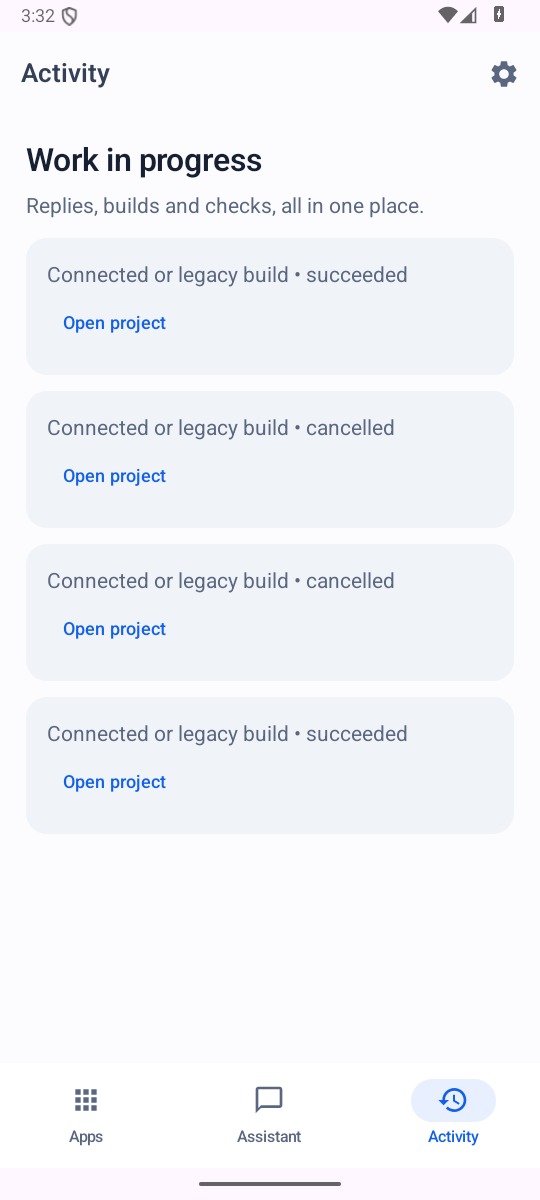 3:32
Activity
Work in progress
Replies, builds and checks, all in one place.
Connected or legacy build • succeeded
Open project
Connected or legacy build • cancelled
Open project
Connected or legacy build • cancelled
Open project
Connected or legacy build • succeeded
Open project
Apps
Assistant
Activity